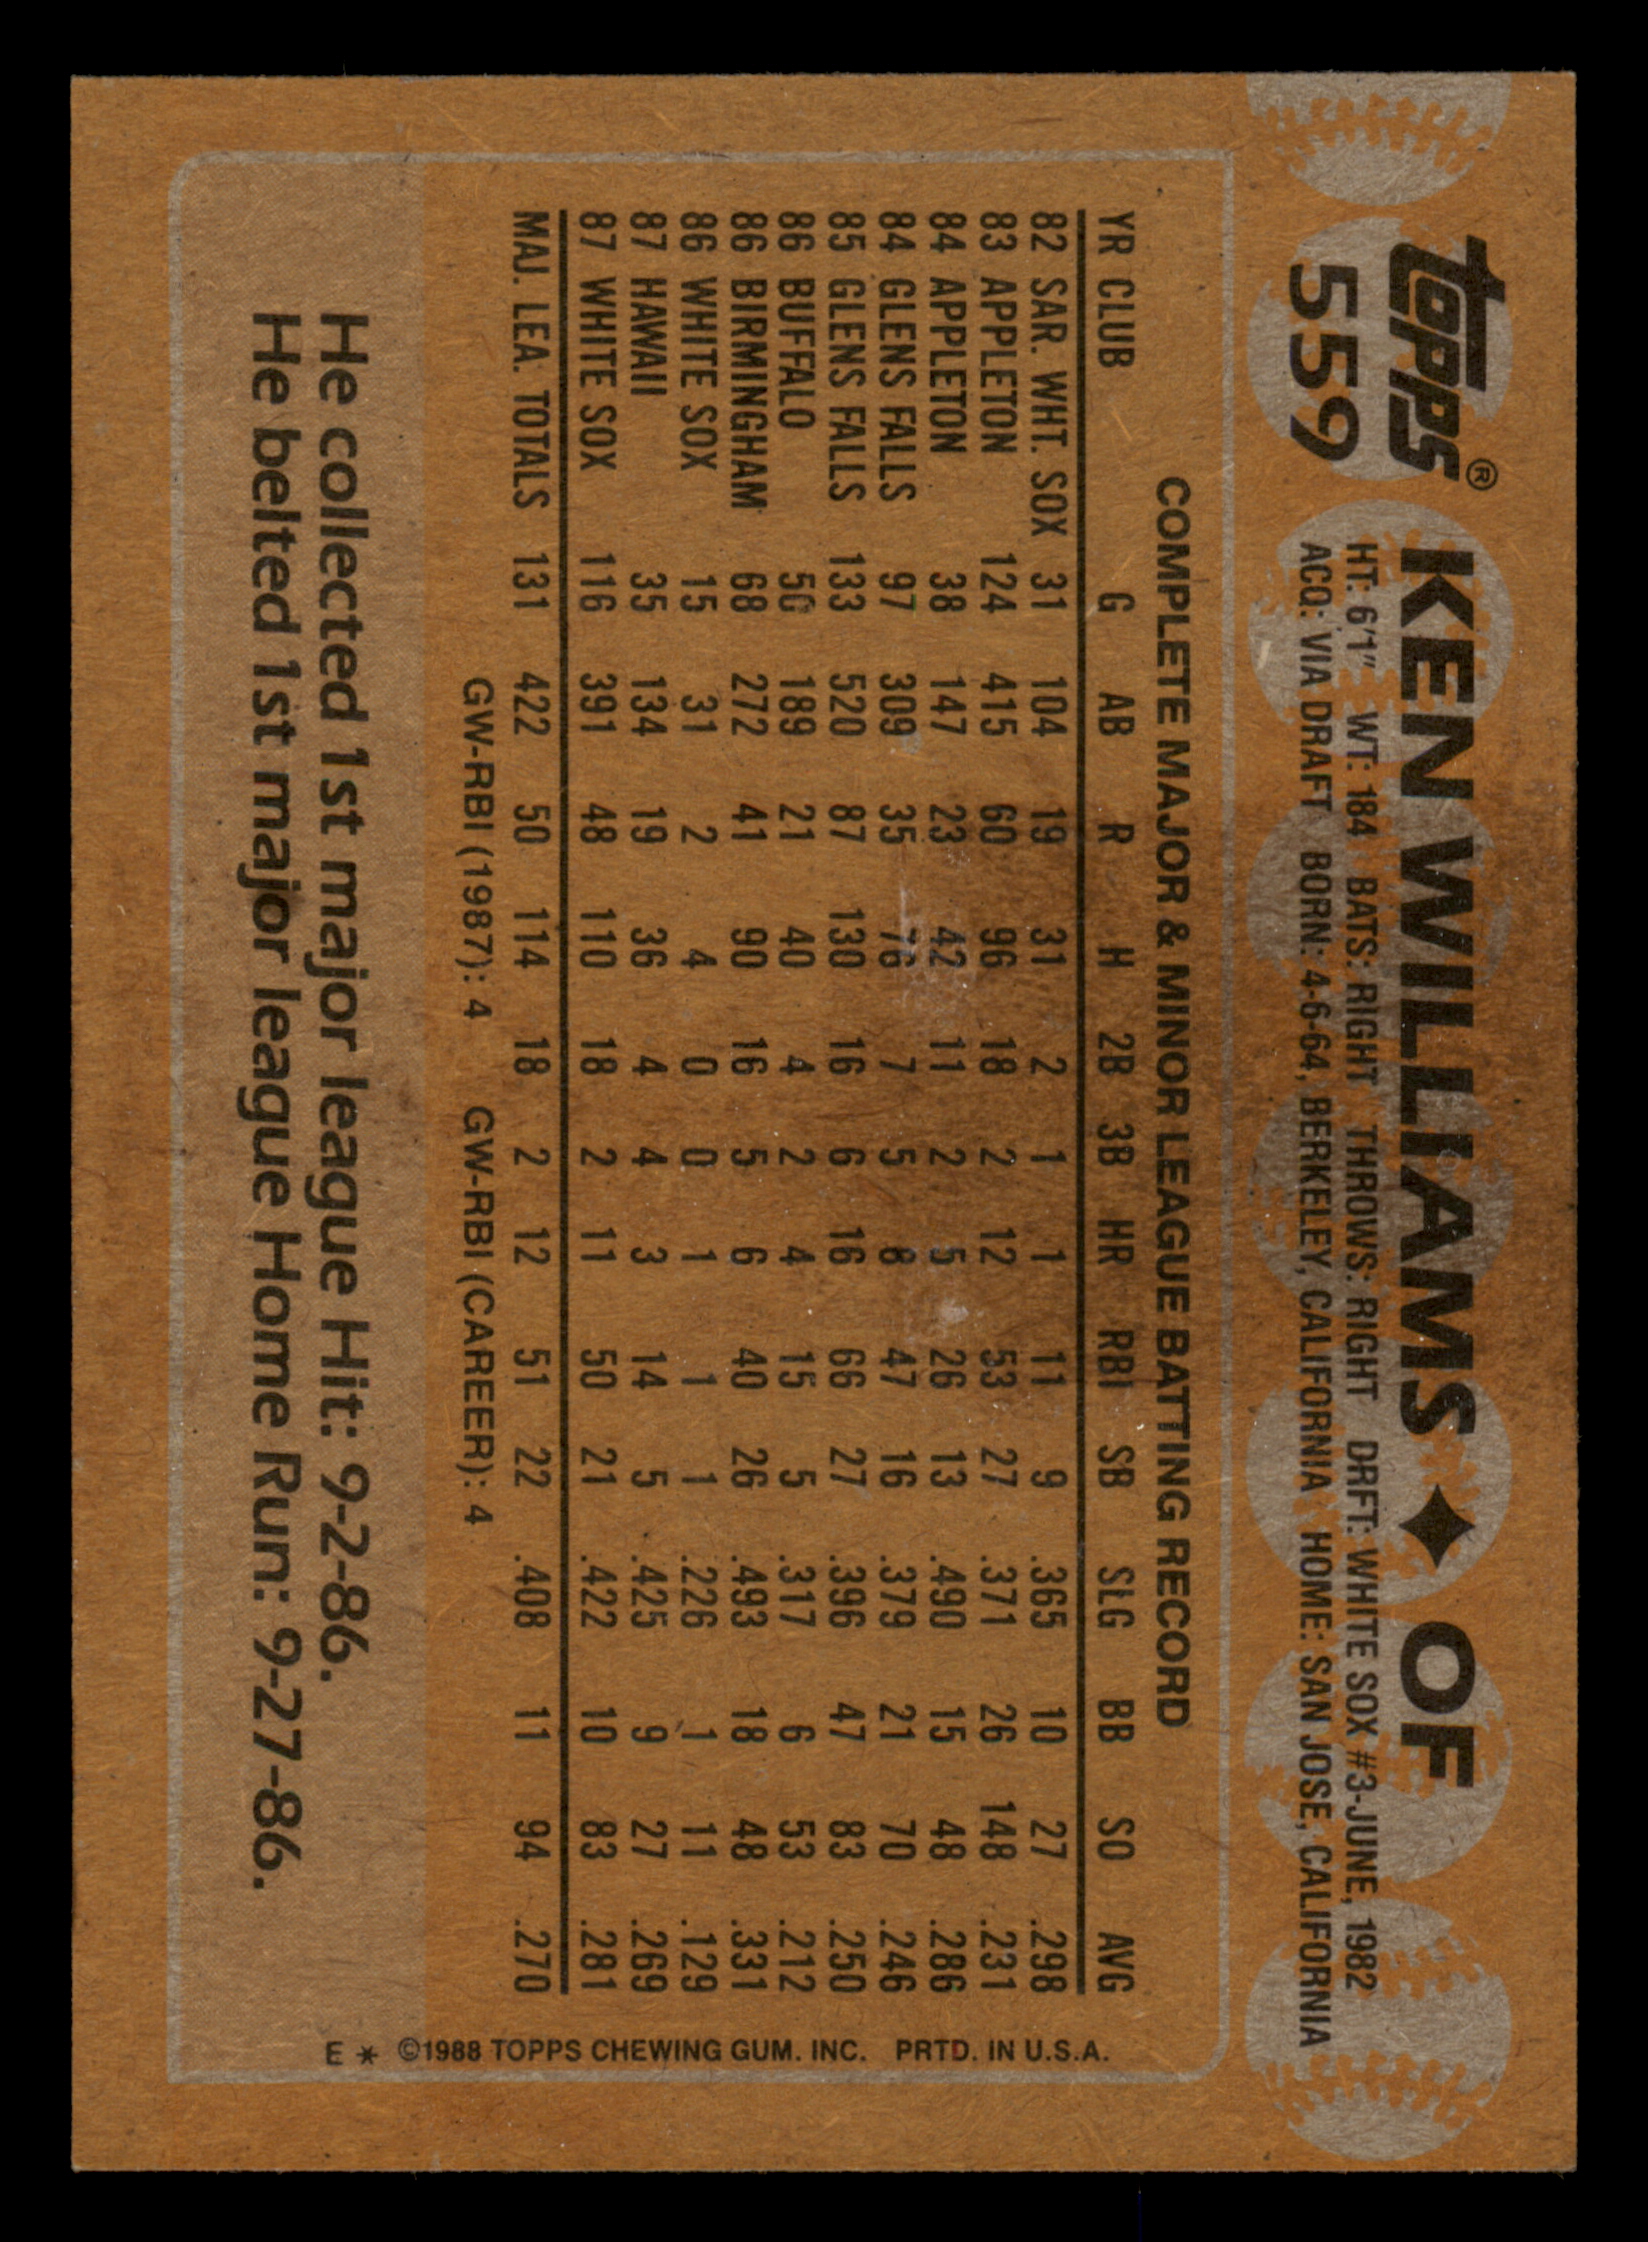 topps®
559
KEN WILLIAMS ♦ OF
HT: 6'1" WT: 184 BATS: RIGHT THROWS: RIGHT DRFT: WHITE SOX #3-JUNE, 1982
ACQ: VIA DRAFT BORN: 4-6-64, BERKELEY, CALIFORNIA HOME: SAN JOSE, CALIFORNIA
COMPLETE MAJOR & MINOR LEAGUE BATTING RECORD
YR CLUB G AB R H 2B 3B HR RBI SB SLG BB SO AVG
82 SAR. WHT. SOX 31 104 19 31 2 1 1 11 9 .365 10 27 .298
83 APPLETON 124 415 60 96 18 2 12 53 27 .371 26 148 .231
84 APPLETON 38 147 23 42 11 2 5 26 13 .490 15 48 .286
84 GLENS FALLS 97 309 35 76 7 5 8 47 16 .379 21 70 .246
85 GLENS FALLS 133 520 87 130 16 6 16 66 27 .396 47 83 .250
86 BUFFALO 50 189 21 40 4 2 4 15 5 .317 6 53 .212
86 BIRMINGHAM 68 272 41 90 16 5 6 40 26 .493 18 48 .331
86 WHITE SOX 15 31 2 4 0 0 1 1 1 .226 1 11 .129
87 HAWAII 35 134 19 36 4 4 3 14 5 .425 9 27 .269
87 WHITE SOX 116 391 48 110 18 2 11 50 21 .422 10 83 .281
MAJ. LEA. TOTALS 131 422 50 114 18 2 12 51 22 .408 11 94 .270
GW-RBI (1987): 4 GW-RBI (CAREER): 4
He collected 1st major league Hit: 9-2-86.
He belted 1st major league Home Run: 9-27-86.
E * ©1988 TOPPS CHEWING GUM. INC. PRTD. IN U.S.A.